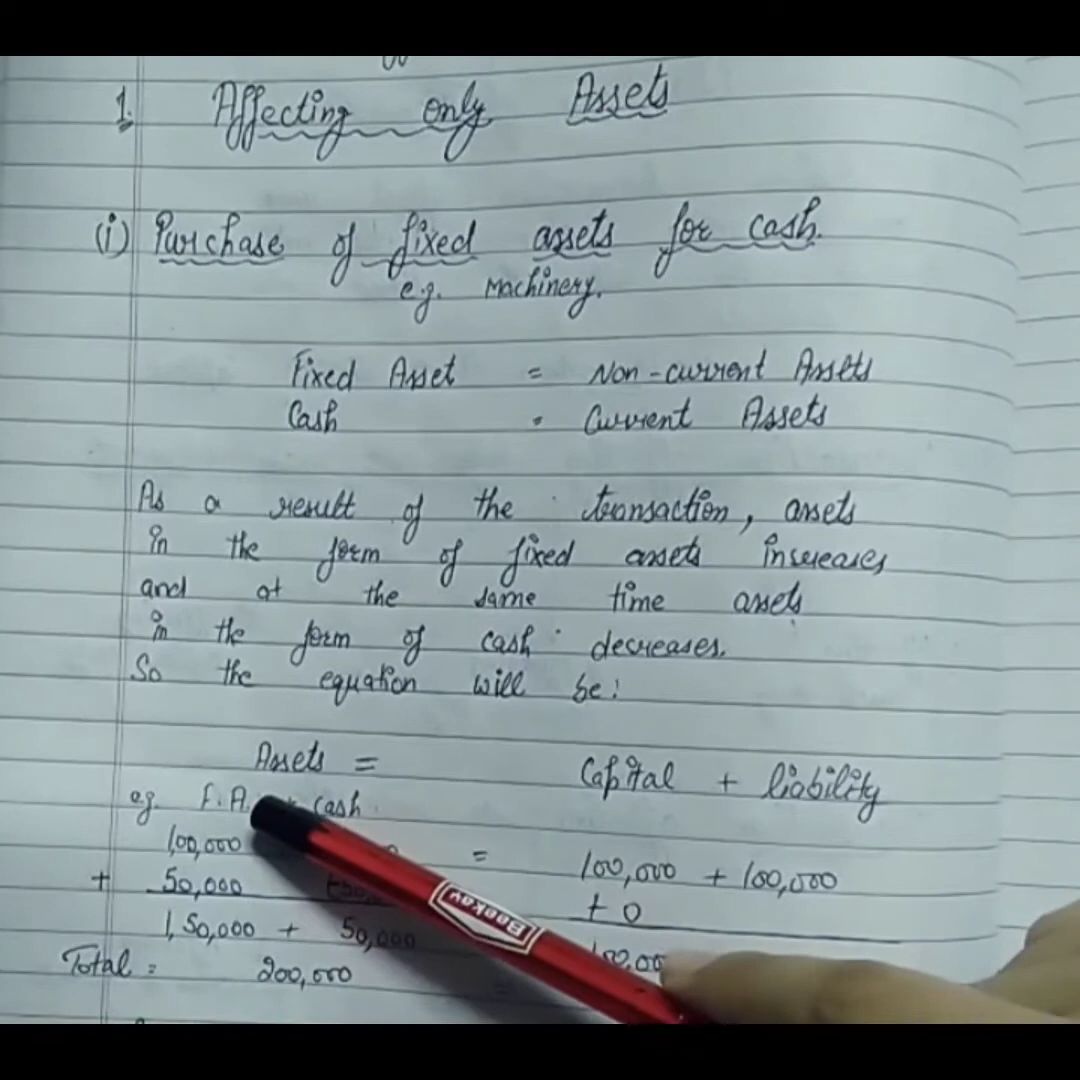 1. Affecting only Assets
(i) Purchase of fixed assets for cash.
e.g. Machinery.
Fixed Asset = Non-current Assets
Cash = Current Assets
As a result of the transaction, assets
in the form of fixed assets increases
and at the same time assets
in the form of cash decreases.
So the equation will be:
Assets = Capital + liability
eg. F.A. + cash
1,00,000 = 100,000 + 100,000
+ 50,000 + 0
1,50,000 + 50,000
Total = 200,000 =
Beekay